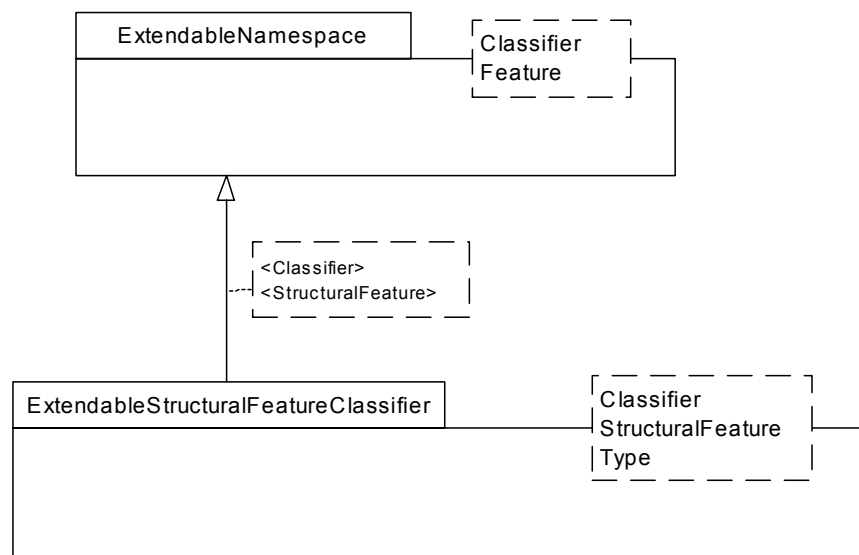 ExtendableNamespace
Classifier
Feature
<Classifier>
<StructuralFeature>
ExtendableStructuralFeatureClassifier
Classifier
StructuralFeature
Type